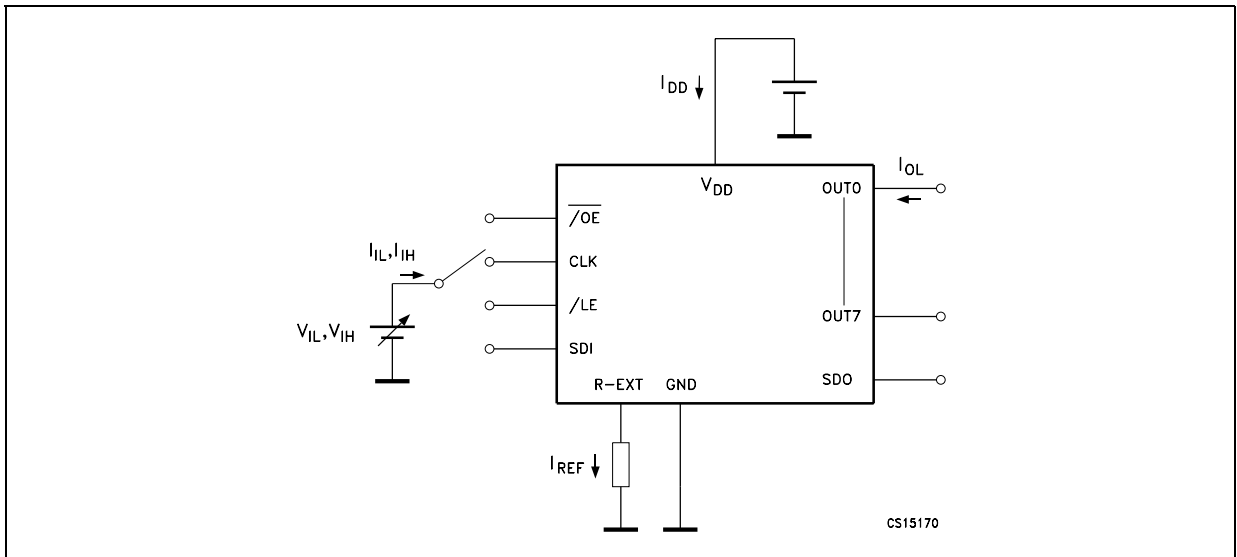 I_DD
V_DD
OUT0
I_OL
/OE
I_IL,I_IH
CLK
V_IL,V_IH
/LE
OUT7
SDI
R-EXT GND
SDO
I_REF
CS15170